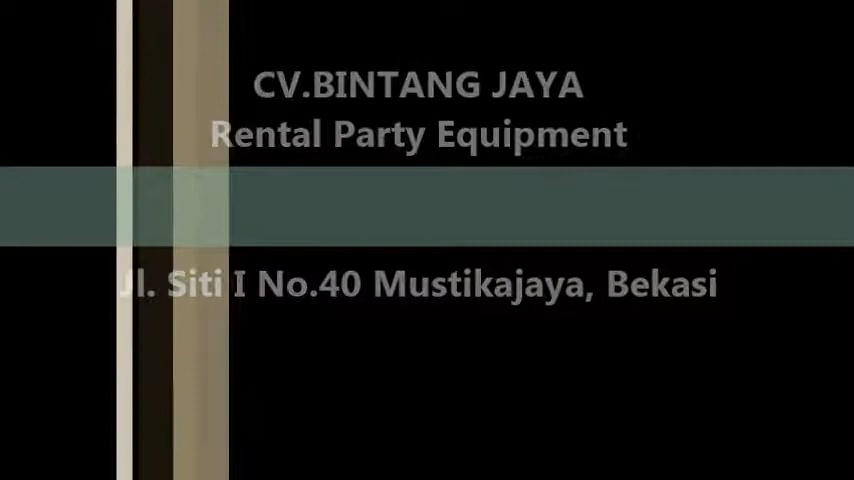 CV.BINTANG JAYA
Rental Party Equipment
Jl. Siti I No.40 Mustikajaya, Bekasi